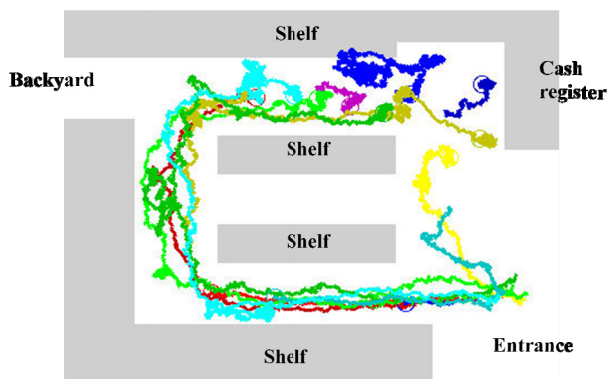 Shelf
Backyard
Cash
register
Shelf
Shelf
Entrance
Shelf